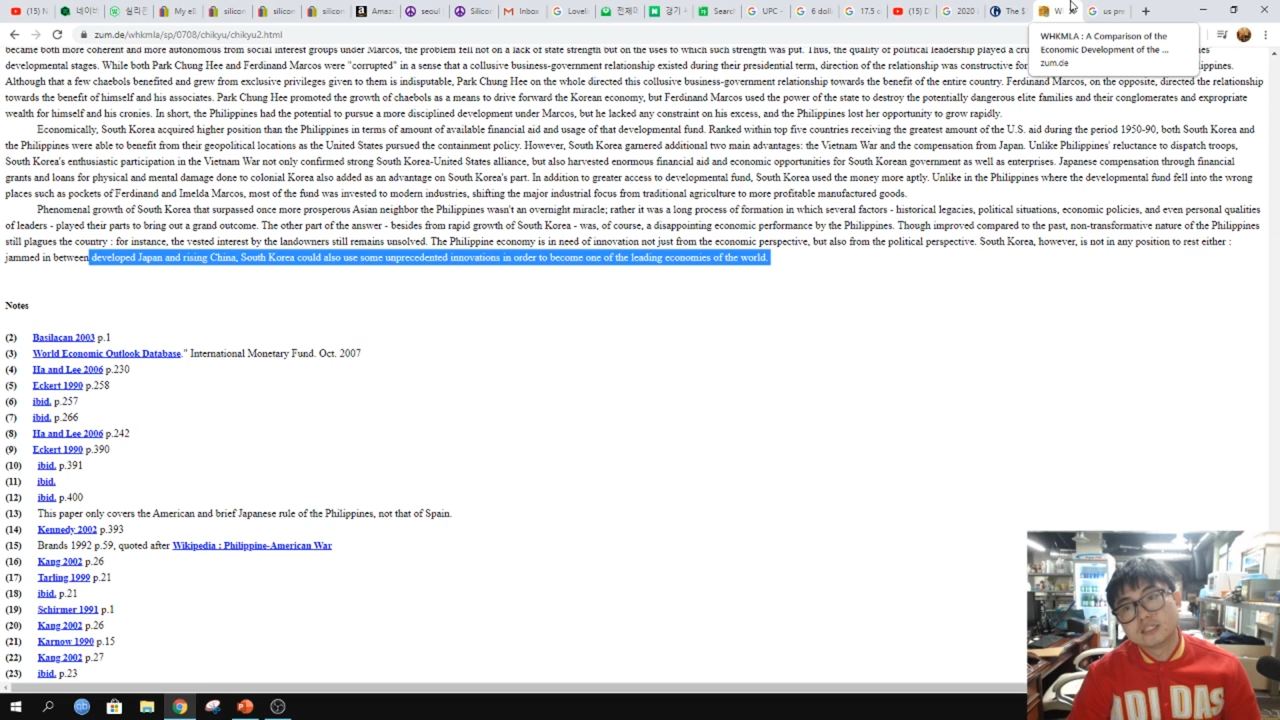 (15) N
네이
실리콘
My eB
silicon
silicon
silicon
Amaz
seoul
Silicon
Inbox
Lovel
전체메
경기
Search
UPC -
6 doll
17.5 c
(15) D
2020
The S
W
us pr
zum.de/whkmla/sp/0708/chikyu/chikyu2.html
WHKMLA : A Comparison of the
Economic Development of the ...
zum.de
became both more coherent and more autonomous from social interest groups under Marcos, the problem fell not on a lack of state strength but on the uses to which such strength was put. Thus, the quality of political leadership played a
developmental stages. While both Park Chung Hee and Ferdinand Marcos were "corrupted" in a sense that a collusive business-government relationship existed during their presidential term, direction of the relationship was constructive
Although that a few chaebols benefited and grew from exclusive privileges given to them is indisputable, Park Chung Hee on the whole directed this collusive business-government relationship towards the benefit of the entire country. Ferdinand Marcos, on the opposite, directed the relationship
towards the benefit of himself and his associates. Park Chung Hee promoted the growth of chaebols as a means to drive forward the Korean economy, but Ferdinand Marcos used the power of the state to destroy the potentially dangerous elite families and their conglomerates and expropriate
wealth for himself and his cronies. In short, the Philippines had the potential to pursue a more disciplined development under Marcos, but he lacked any constraint on his excess, and the Philippines lost her opportunity to grow rapidly.
Economically, South Korea acquired higher position than the Philippines in terms of amount of available financial aid and usage of that developmental fund. Ranked within top five countries receiving the greatest amount of the U.S. aid during the period 1950-90, both South Korea and
the Philippines were able to benefit from their geopolitical locations as the United States pursued the containment policy. However, South Korea garnered additional two main advantages: the Vietnam War and the compensation from Japan. Unlike Philippines' reluctance to dispatch troops,
South Korea's enthusiastic participation in the Vietnam War not only confirmed strong South Korea-United States alliance, but also harvested enormous financial aid and economic opportunities for South Korean government as well as enterprises. Japanese compensation through financial
grants and loans for physical and mental damage done to colonial Korea also added as an advantage on South Korea's part. In addition to greater access to developmental fund, South Korea used the money more aptly. Unlike in the Philippines where the developmental fund fell into the wrong
places such as pockets of Ferdinand and Imelda Marcos, most of the fund was invested to modern industries, shifting the major industrial focus from traditional agriculture to more profitable manufactured goods.
Phenomenal growth of South Korea that surpassed once more prosperous Asian neighbor the Philippines wasn't an overnight miracle; rather it was a long process of formation in which several factors - historical legacies, political situations, economic policies, and even personal qualities
of leaders - played their parts to bring out a grand outcome. The other part of the answer - besides from rapid growth of South Korea - was, of course, a disappointing economic performance by the Philippines. Though improved compared to the past, non-transformative nature of the Philippines
still plagues the country : for instance, the vested interest by the landowners still remains unsolved. The Philippine economy is in need of innovation not just from the economic perspective, but also from the political perspective. South Korea, however, is not in any position to rest either :
jammed in between developed Japan and rising China, South Korea could also use some unprecedented innovations in order to become one of the leading economies of the world.
Notes
(2) Basilacan 2003 p.1
(3) World Economic Outlook Database." International Monetary Fund. Oct. 2007
(4) Ha and Lee 2006 p.230
(5) Eckert 1990 p.258
(6) ibid. p.257
(7) ibid. p.266
(8) Ha and Lee 2006 p.242
(9) Eckert 1990 p.390
(10) ibid. p.391
(11) ibid.
(12) ibid. p.400
(13) This paper only covers the American and brief Japanese rule of the Philippines, not that of Spain.
(14) Kennedy 2002 p.393
(15) Brands 1992 p.59, quoted after Wikipedia : Philippine-American War
(16) Kang 2002 p.26
(17) Tarling 1999 p.21
(18) ibid. p.21
(19) Schirmer 1991 p.1
(20) Kang 2002 p.26
(21) Karnow 1990 p.15
(22) Kang 2002 p.27
(23) ibid. p.23
ADIDAS